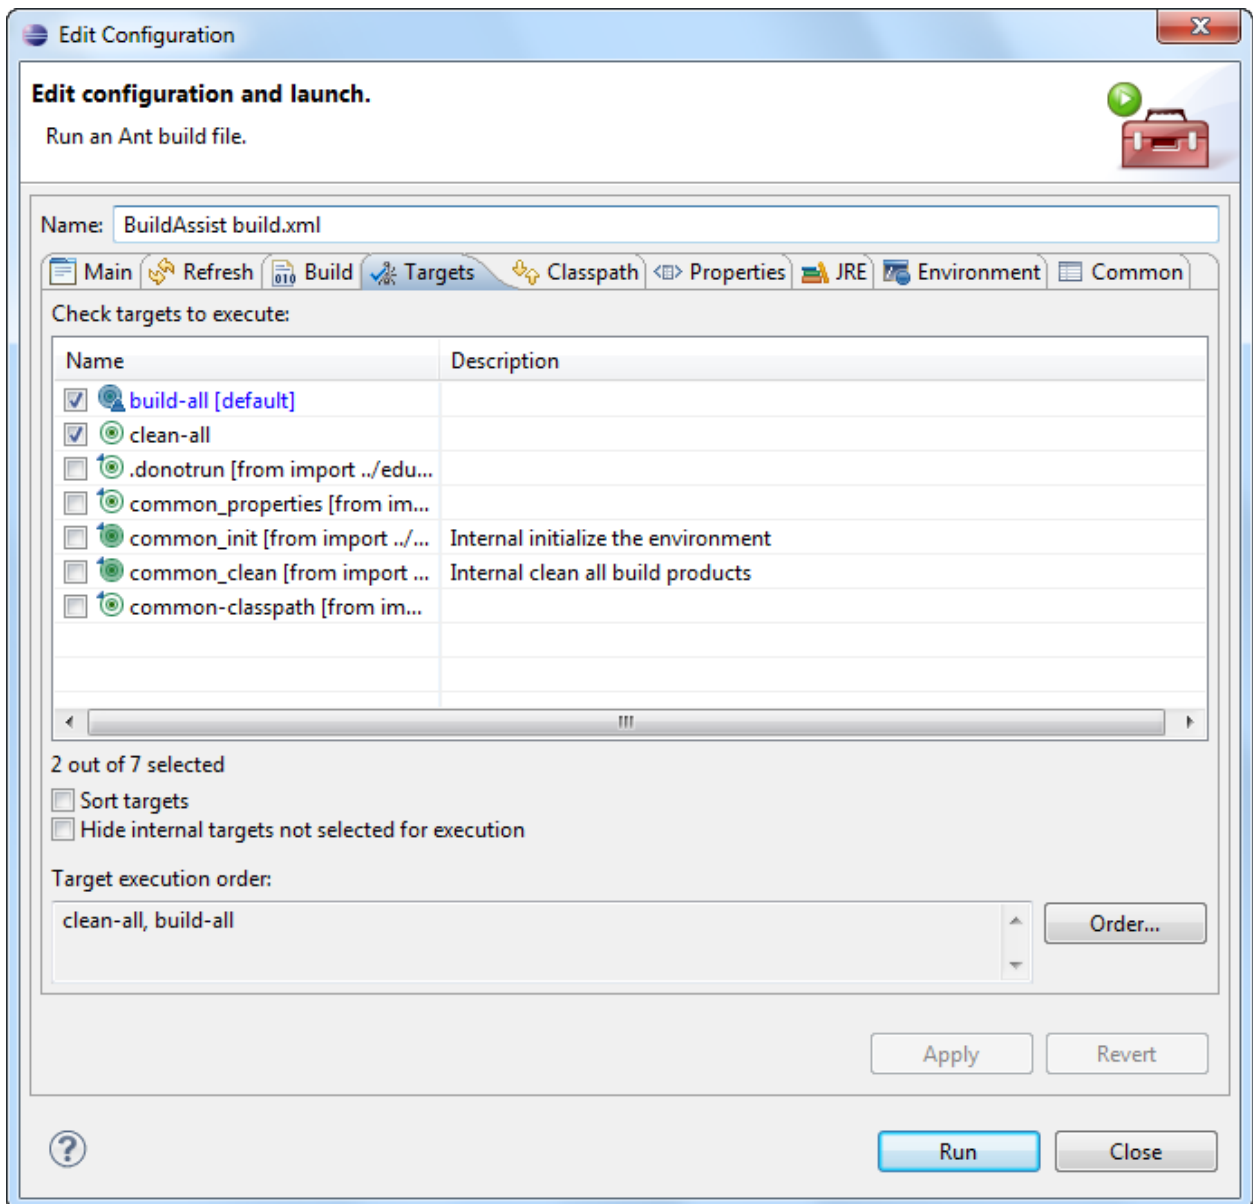 Edit Configuration
Edit configuration and launch.
Run an Ant build file.
Name: BuildAssist build.xml
Main Refresh Build Targets Classpath Properties JRE Environment Common
Check targets to execute:
Name Description
build-all [default]
clean-all
.donotrun [from import ../edu...
common_properties [from im...
common_init [from import ../... Internal initialize the environment
common_clean [from import ... Internal clean all build products
common-classpath [from im...
2 out of 7 selected
Sort targets
Hide internal targets not selected for execution
Target execution order:
clean-all, build-all
Order...
Apply Revert
Run Close